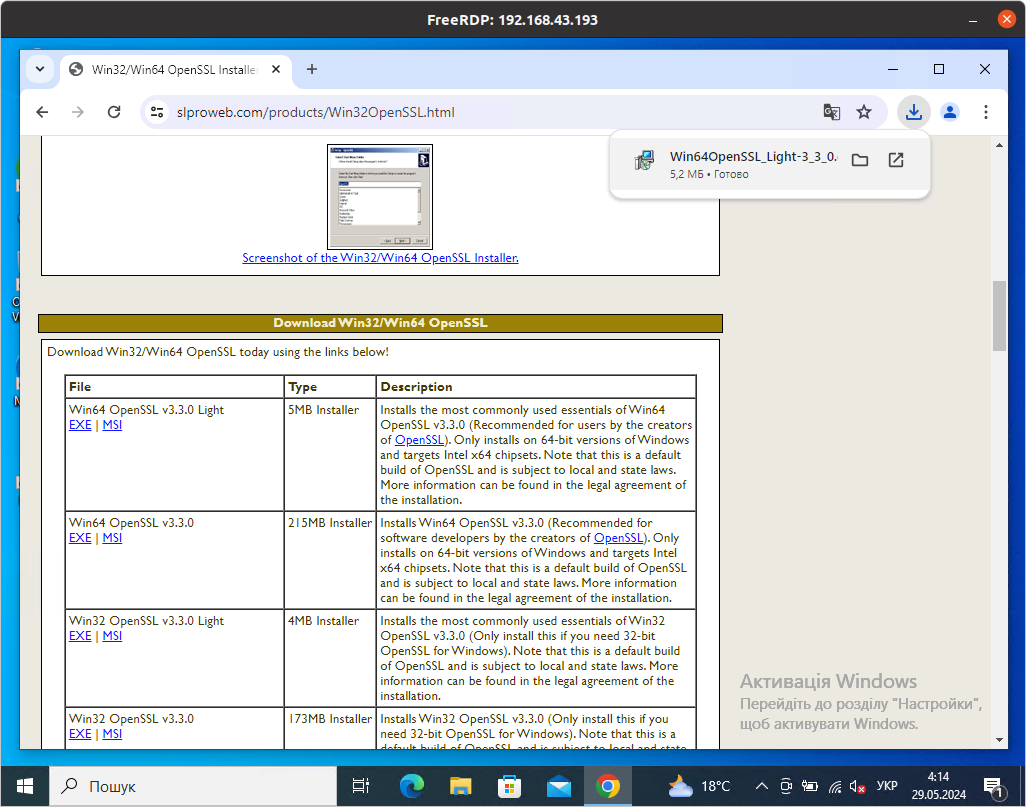 FreeRDP: 192.168.43.193
Win32/Win64 OpenSSL Installe
slproweb.com/products/Win32OpenSSL.html
Win64OpenSSL_Light-3_3_0.
5,2 МБ • Готово
Screenshot of the Win32/Win64 OpenSSL Installer.
Download Win32/Win64 OpenSSL
Download Win32/Win64 OpenSSL today using the links below!
File Type Description
Win64 OpenSSL v3.3.0 Light
EXE | MSI
5MB Installer
Installs the most commonly used essentials of Win64
OpenSSL v3.3.0 (Recommended for users by the creators
of OpenSSL). Only installs on 64-bit versions of Windows
and targets Intel x64 chipsets. Note that this is a default
build of OpenSSL and is subject to local and state laws.
More information can be found in the legal agreement of
the installation.
Win64 OpenSSL v3.3.0
EXE | MSI
215MB Installer
Installs Win64 OpenSSL v3.3.0 (Recommended for
software developers by the creators of OpenSSL). Only
installs on 64-bit versions of Windows and targets Intel
x64 chipsets. Note that this is a default build of OpenSSL
and is subject to local and state laws. More information
can be found in the legal agreement of the installation.
Win32 OpenSSL v3.3.0 Light
EXE | MSI
4MB Installer
Installs the most commonly used essentials of Win32
OpenSSL v3.3.0 (Only install this if you need 32-bit
OpenSSL for Windows). Note that this is a default build
of OpenSSL and is subject to local and state laws. More
information can be found in the legal agreement of the
installation.
Win32 OpenSSL v3.3.0
EXE | MSI
173MB Installer
Installs Win32 OpenSSL v3.3.0 (Only install this if you
need 32-bit OpenSSL for Windows). Note that this is a
default build of OpenSSL and is subject to local and state
Активація Windows
Перейдіть до розділу "Настройки",
щоб активувати Windows.
Пошук
18°C
УКР
4:14
29.05.2024
1